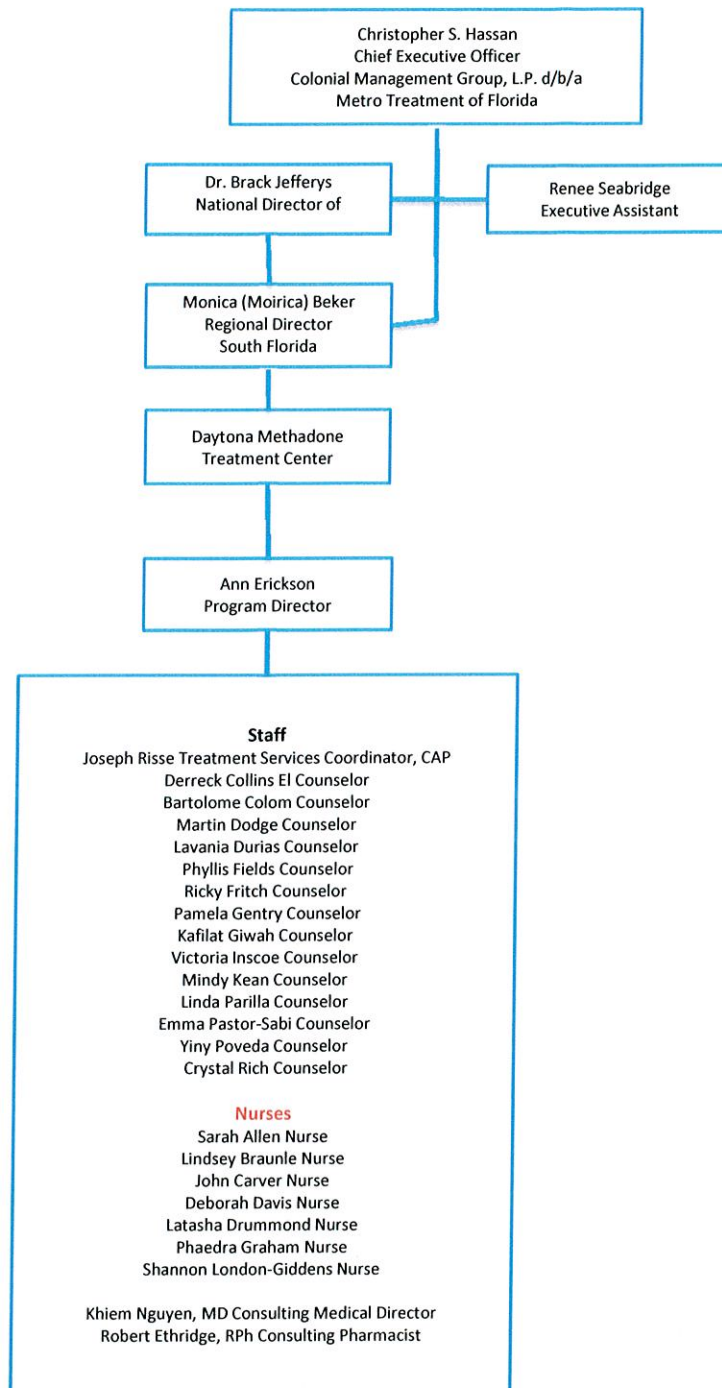 Christopher S. Hassan
Chief Executive Officer
Colonial Management Group, L.P. d/b/a
Metro Treatment of Florida
Dr. Brack Jefferys
National Director of
Renee Seabridge
Executive Assistant
Monica (Moirica) Beker
Regional Director
South Florida
Daytona Methadone
Treatment Center
Ann Erickson
Program Director
Staff
Joseph Risse Treatment Services Coordinator, CAP
Derreck Collins El Counselor
Bartolome Colom Counselor
Martin Dodge Counselor
Lavania Durias Counselor
Phyllis Fields Counselor
Ricky Fritch Counselor
Pamela Gentry Counselor
Kafilat Giwah Counselor
Victoria Inscoe Counselor
Mindy Kean Counselor
Linda Parilla Counselor
Emma Pastor-Sabi Counselor
Yiny Poveda Counselor
Crystal Rich Counselor
Nurses
Sarah Allen Nurse
Lindsey Braunle Nurse
John Carver Nurse
Deborah Davis Nurse
Latasha Drummond Nurse
Phaedra Graham Nurse
Shannon London-Giddens Nurse
Khiem Nguyen, MD Consulting Medical Director
Robert Ethridge, RPh Consulting Pharmacist